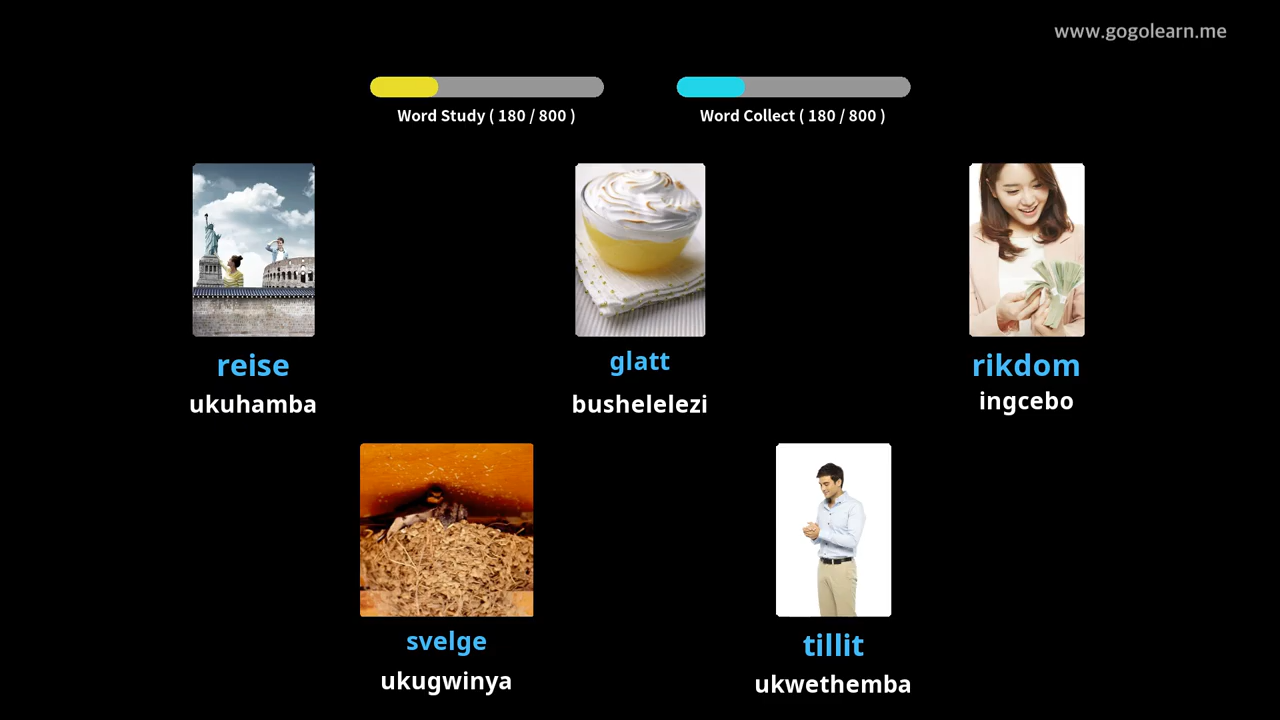 www.gogolearn.me
Word Study ( 180 / 800 )
Word Collect ( 180 / 800 )
reise
ukuhamba
glatt
bushelelezi
rikdom
ingcebo
svelge
ukugwinya
tillit
ukwethemba